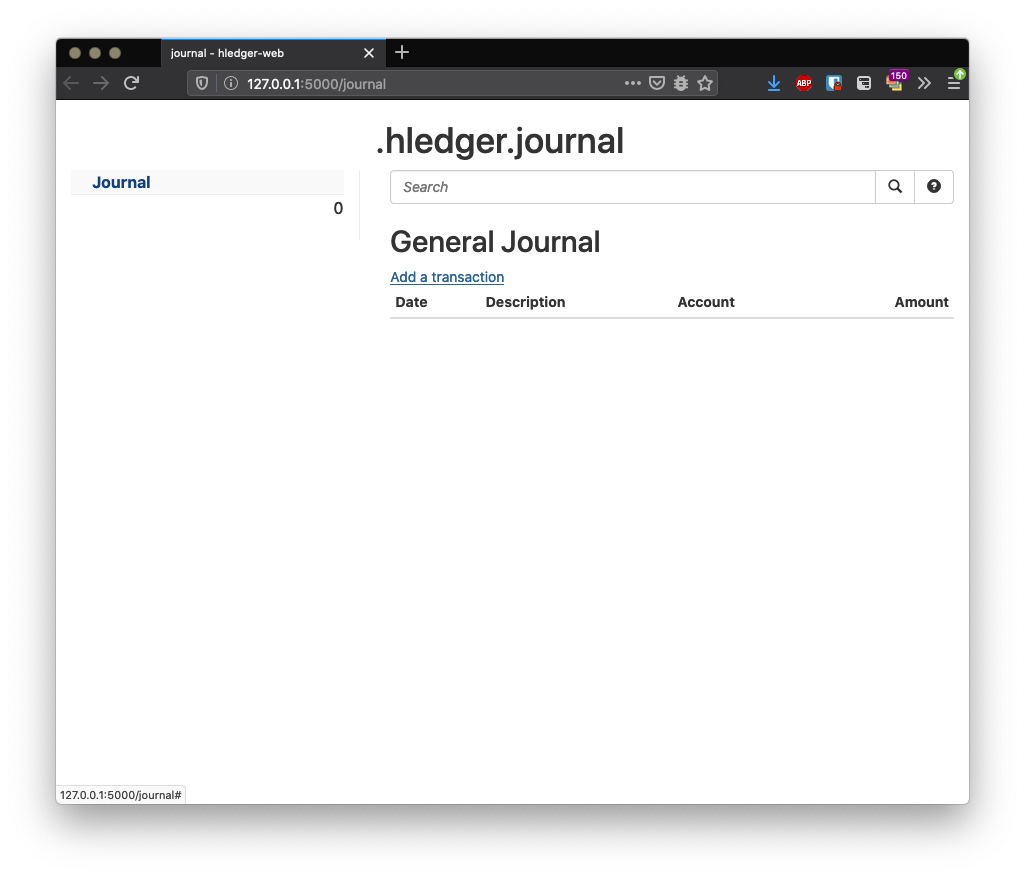 journal - hledger-web
127.0.0.1:5000/journal
ABP
150
.hledger.journal
Journal
0
Search
General Journal
Add a transaction
Date Description Account Amount
127.0.0.1:5000/journal#